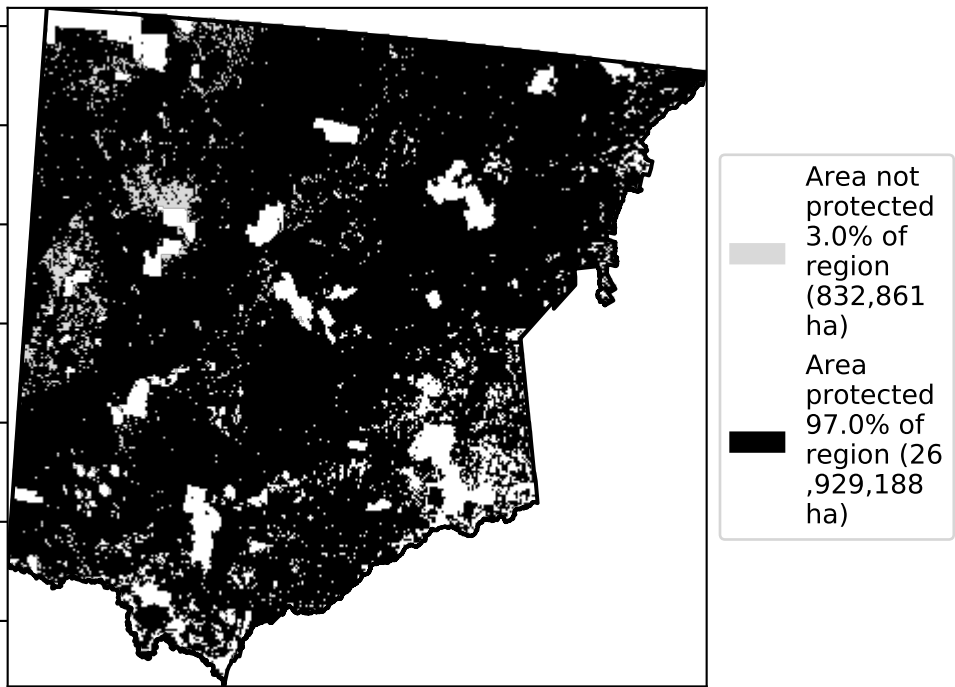 Area not
protected
3.0% of
region
(832,861
ha)
Area
protected
97.0% of
region (26
,929,188
ha)